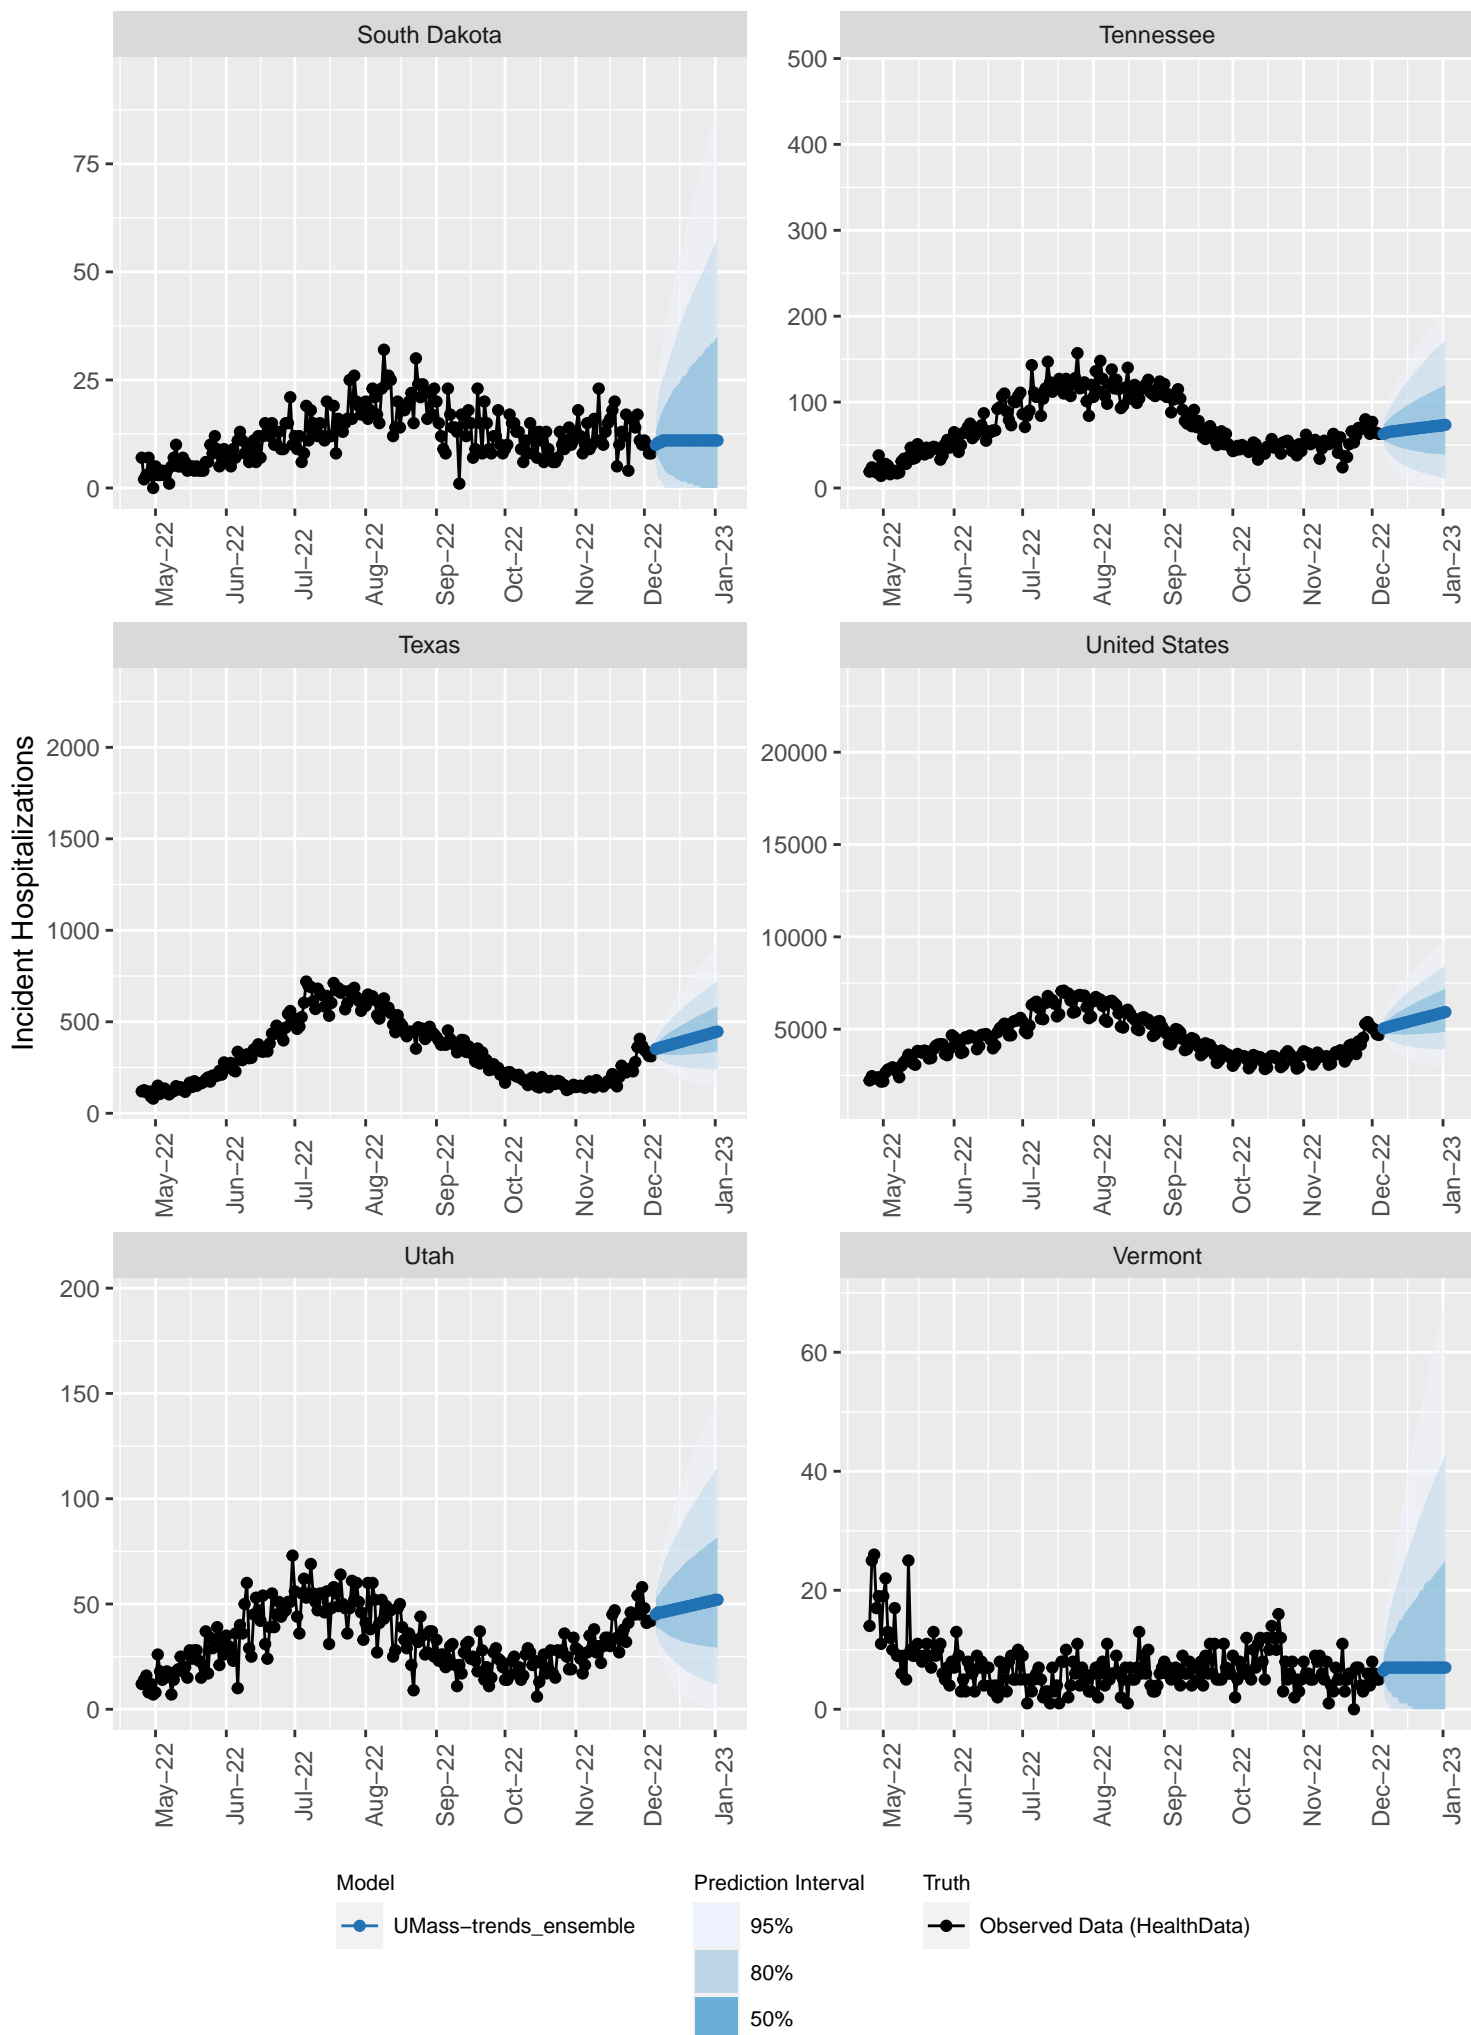 South Dakota
Tennessee
75
50
25
0
500
400
300
200
100
0
May−22
Jun−22
Jul−22
Aug−22
Sep−22
Oct−22
Nov−22
Dec−22
Jan−23
May−22
Jun−22
Jul−22
Aug−22
Sep−22
Oct−22
Nov−22
Dec−22
Jan−23
Texas
United States
Incident Hospitalizations
2000
1500
1000
500
0
20000
15000
10000
5000
May−22
Jun−22
Jul−22
Aug−22
Sep−22
Oct−22
Nov−22
Dec−22
Jan−23
May−22
Jun−22
Jul−22
Aug−22
Sep−22
Oct−22
Nov−22
Dec−22
Jan−23
Utah
Vermont
200
150
100
50
0
60
40
20
0
May−22
Jun−22
Jul−22
Aug−22
Sep−22
Oct−22
Nov−22
Dec−22
Jan−23
May−22
Jun−22
Jul−22
Aug−22
Sep−22
Oct−22
Nov−22
Dec−22
Jan−23
Model
UMass−trends_ensemble
Prediction Interval
95%
80%
50%
Truth
Observed Data (HealthData)